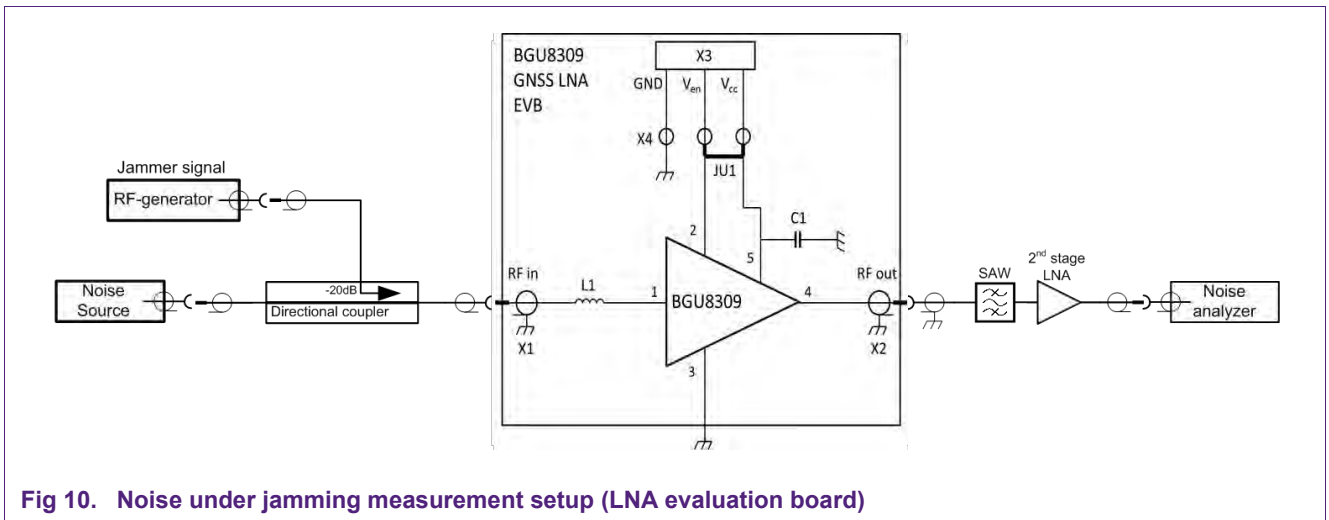 BGU8309
GNSS LNA
EVB
X3
GND Ven Vcc
X4
JU1
Jammer signal
RF-generator
C1
2
5
-20dB
Noise
Source
Directional coupler
RF in
L1
1
BGU8309
4
RF out
SAW
2nd stage
LNA
Noise
analyzer
X1
3
X2
Fig 10. Noise under jamming measurement setup (LNA evaluation board)